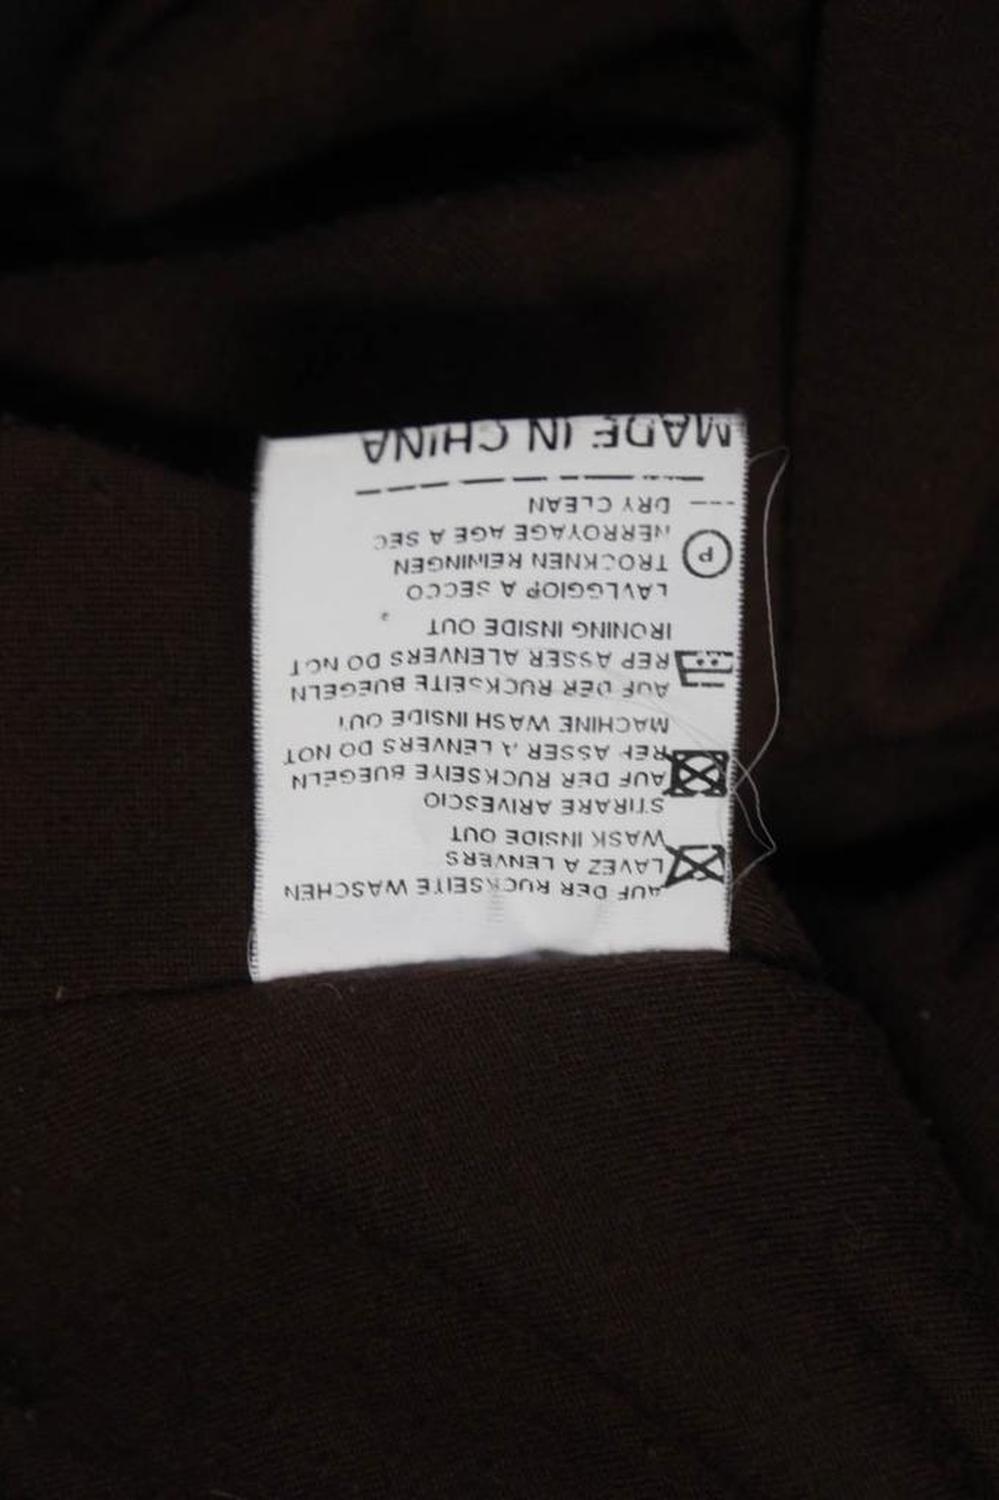 AUF DER RUCKSEITE WASCHEN
LAVEZ A LENVERS
WASK INSIDE OUT
STIRARE ARIVESCIO
AUF DER RUCKSEIYE BUEGELN
REP ASSER A LENVERS DO NOT
MACHINE WASH INSIDE OUT
AUF DER RUCKSEITE BUEGELN
REP ASSER ALENVERS DO NOT
IRONING INSIDE OUT
LAVLGGIOP A SECCO
P TROCKNEN REININGEN
NERROYAGE AGE A SEC
DRY CLEAN
MADE IN CHINA